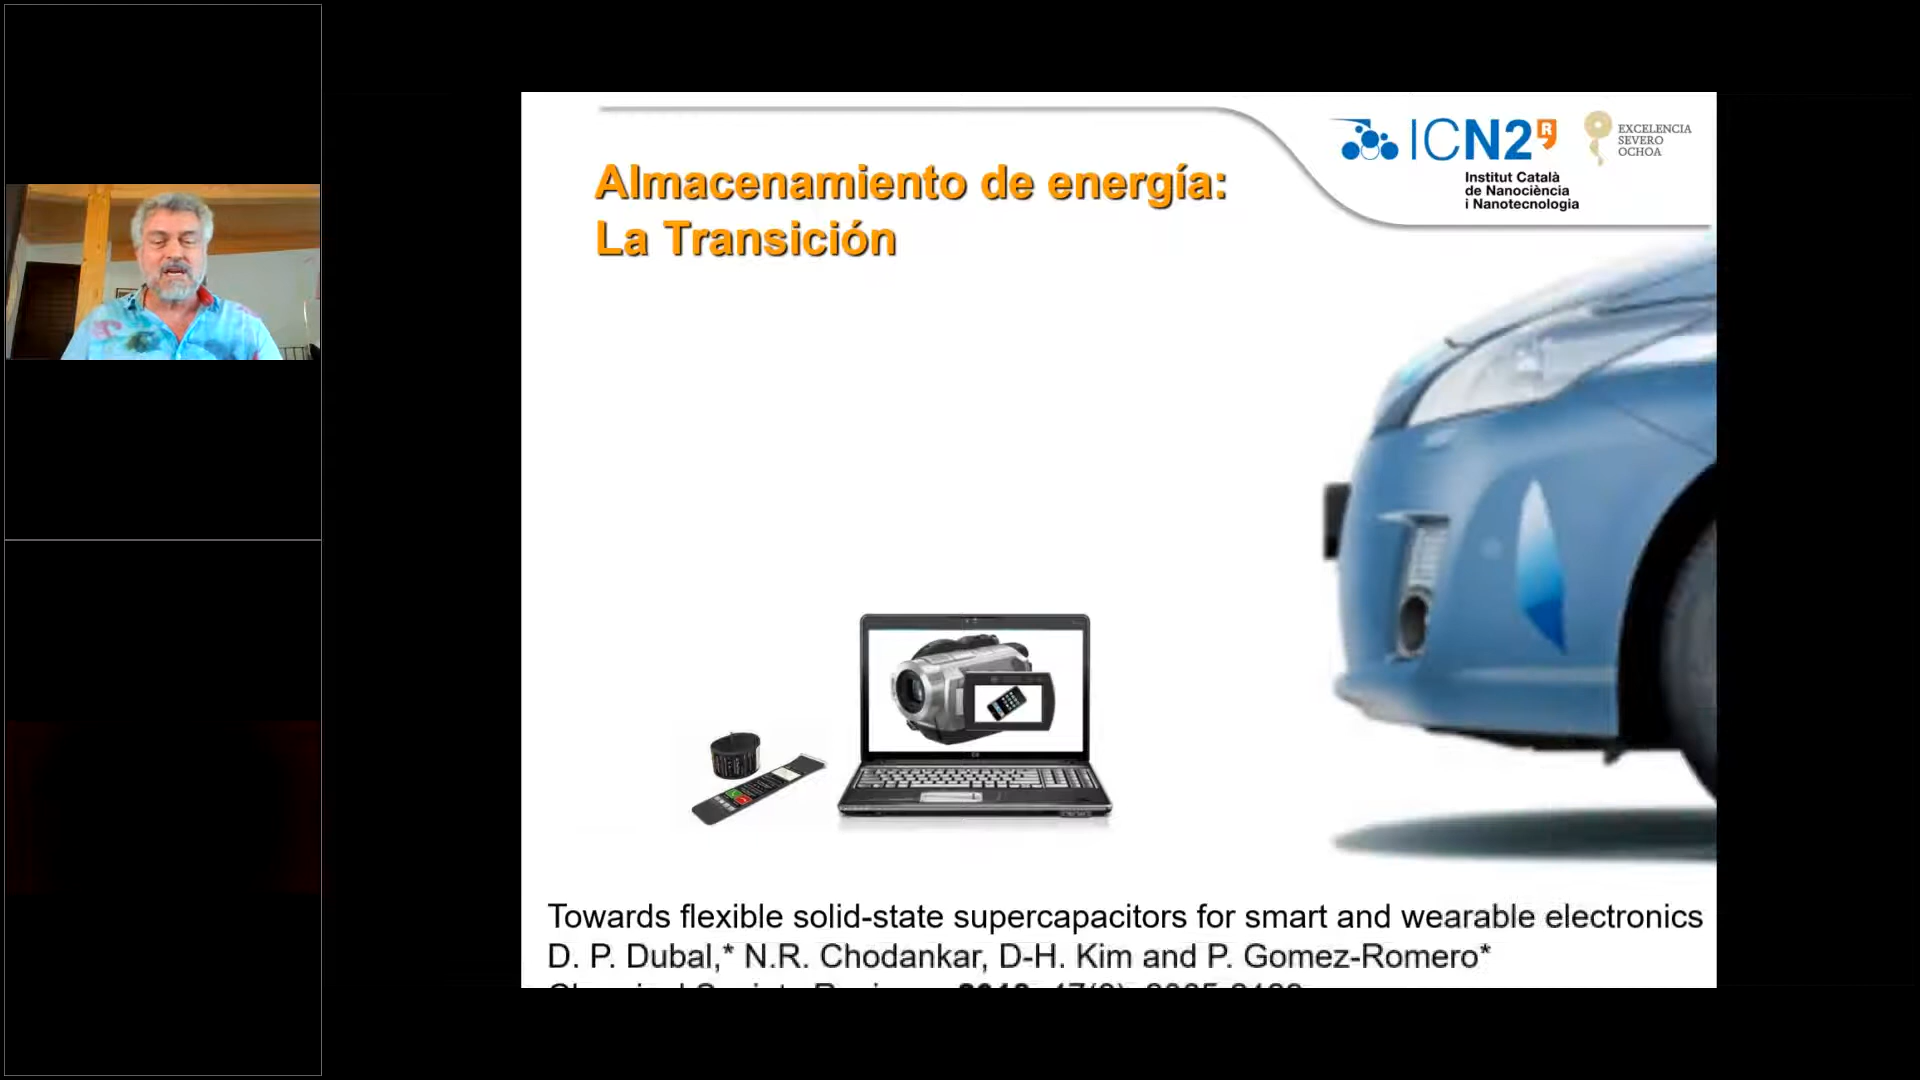 ICN2
R
EXCELENCIA
SEVERO
OCHOA
Institut Català
de Nanociència
i Nanotecnologia
Almacenamiento de energía:
La Transición
Towards flexible solid-state supercapacitors for smart and wearable electronics
D. P. Dubal,* N.R. Chodankar, D-H. Kim and P. Gomez-Romero*